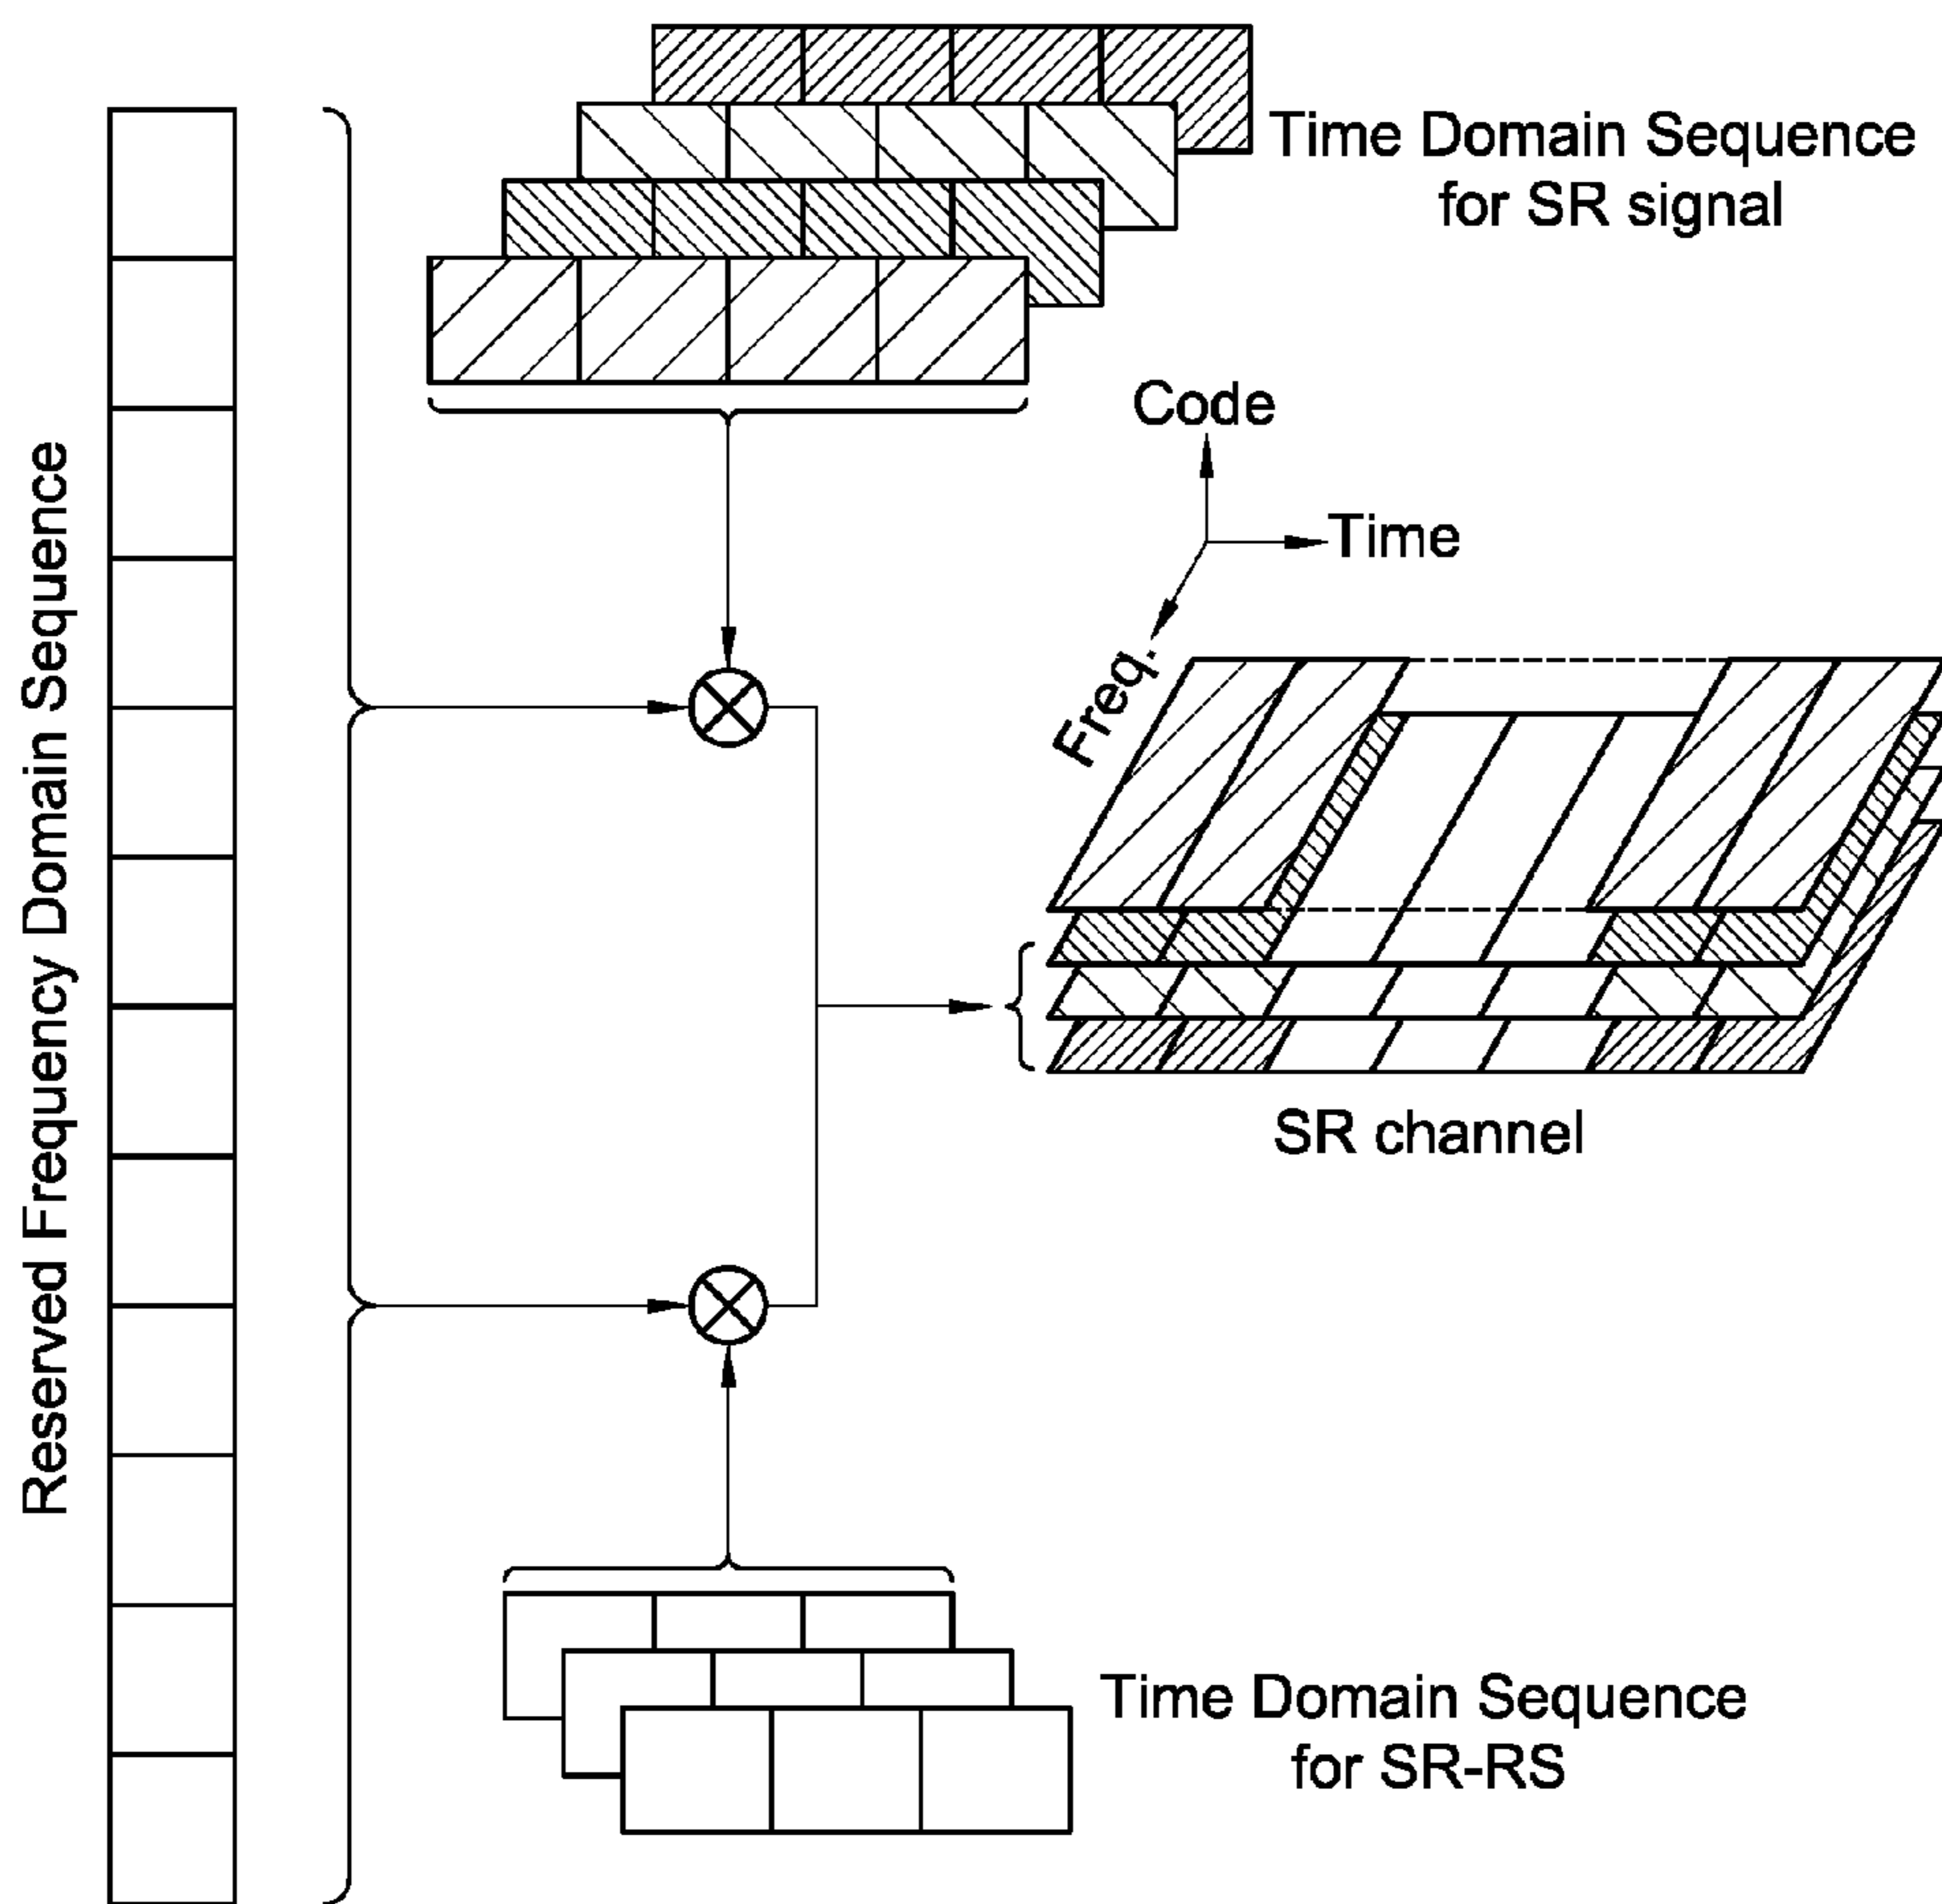 Reserved Frequency Domain Sequence
Time Domain Sequence
for SR signal
Code
Time
Freq.
SR channel
Time Domain Sequence
for SR-RS